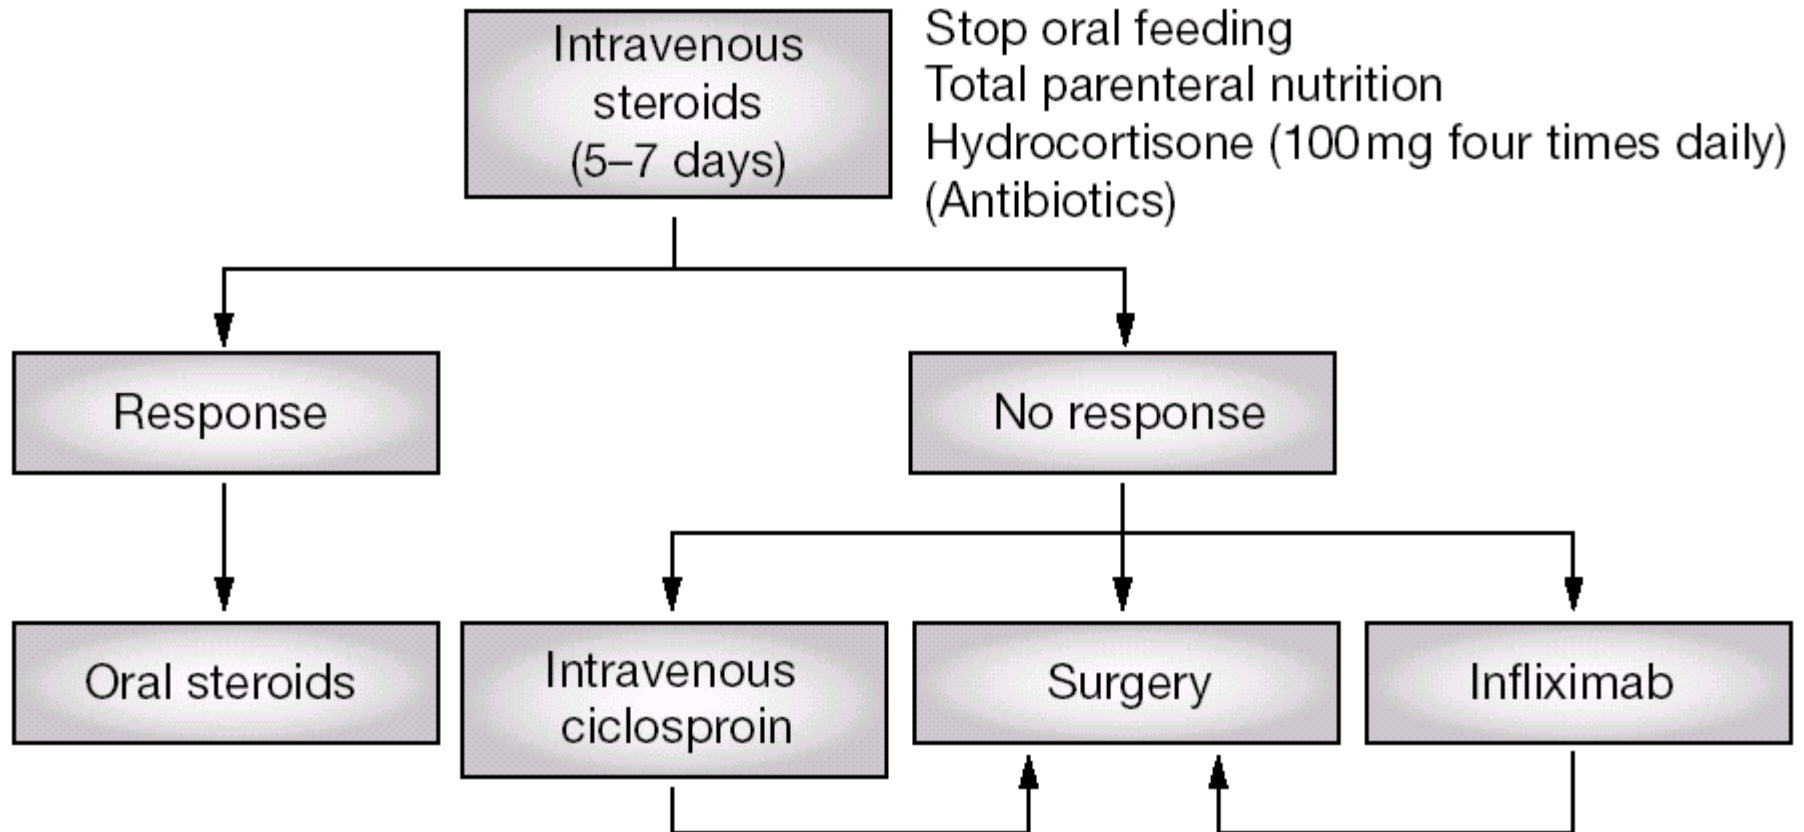 Intravenous
steroids
(5–7 days)
Stop oral feeding
Total parenteral nutrition
Hydrocortisone (100 mg four times daily)
(Antibiotics)
Response
No response
Oral steroids
Intravenous
ciclosproin
Surgery
Infliximab